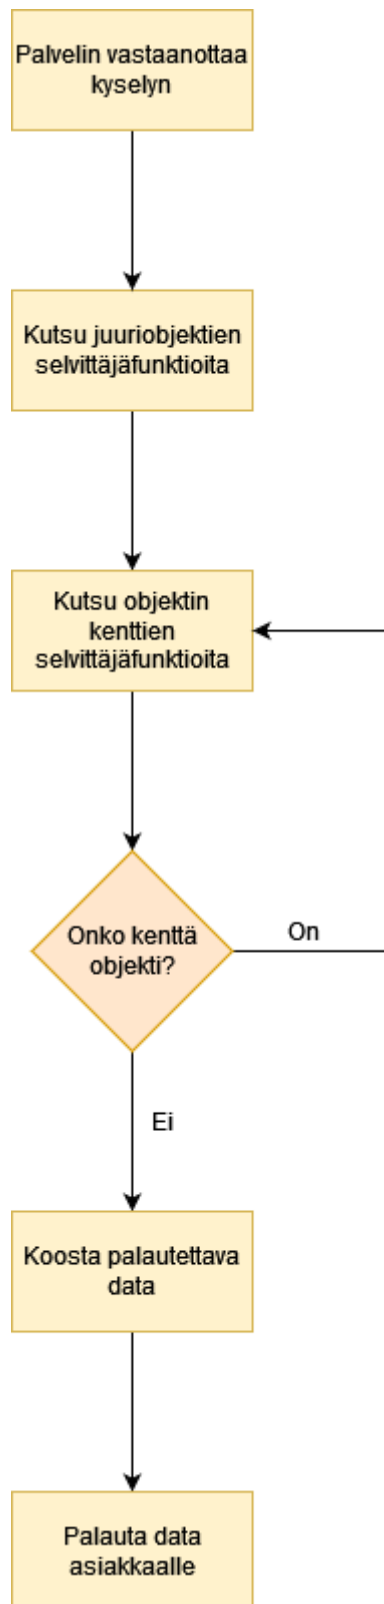 Palvelin vastaanottaa
kyselyn
Kutsu juuriobjektien
selvittäjäfunktioita
Kutsu objektin
kenttien
selvittäjäfunktioita
Onko kenttä
objekti?
On
Ei
Koosta palautettava
data
Palauta data
asiakkaalle